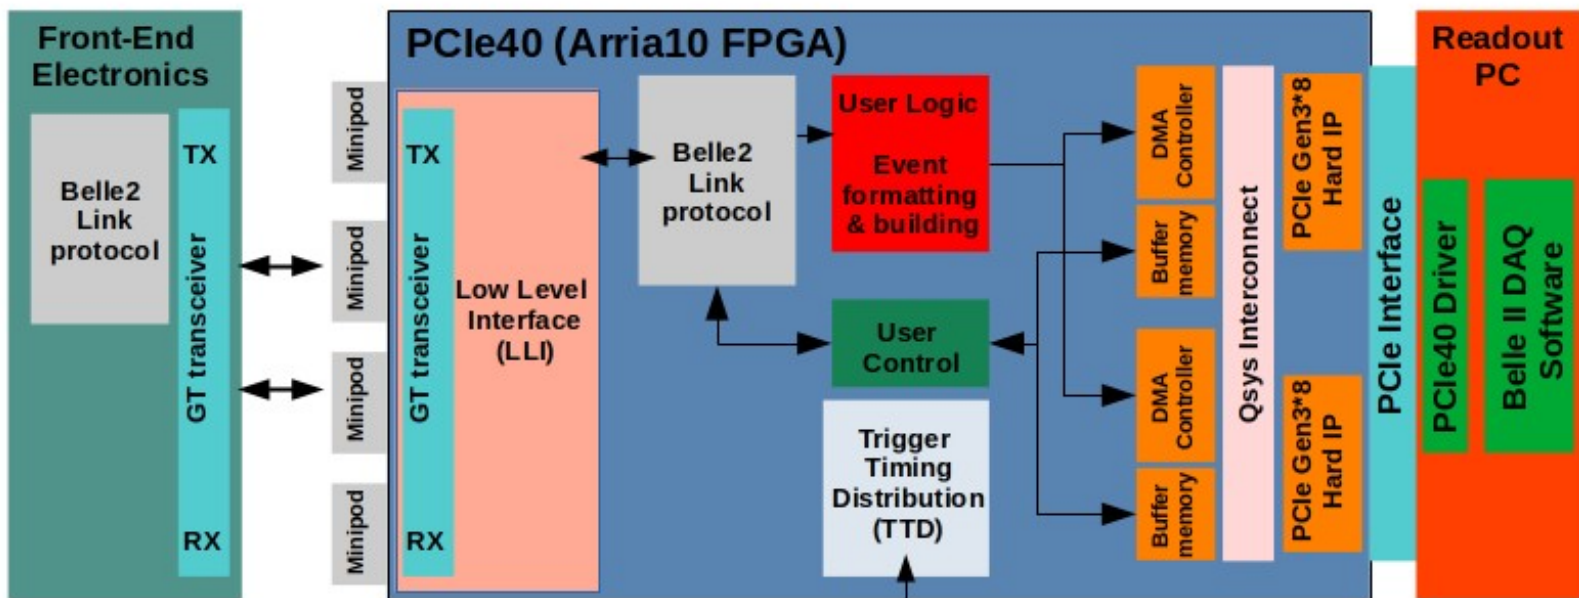 Front-End
Electronics
Belle2
Link
protocol
TX
GT transceiver
RX
Minipod
Minipod
Minipod
Minipod
PCIe40 (Arria10 FPGA)
TX
GT transceiver
RX
Low Level
Interface
(LLI)
Belle2
Link
protocol
User Logic
Event
formatting
& building
User
Control
Trigger
Timing
Distribution
(TTD)
DMA
Controller
Buffer
memory
DMA
Controller
Buffer
memory
Qsys Interconnect
PCIe Gen3*8
Hard IP
PCIe Gen3*8
Hard IP
PCIe Interface
Readout
PC
PCIe40 Driver
Belle II DAQ
Software